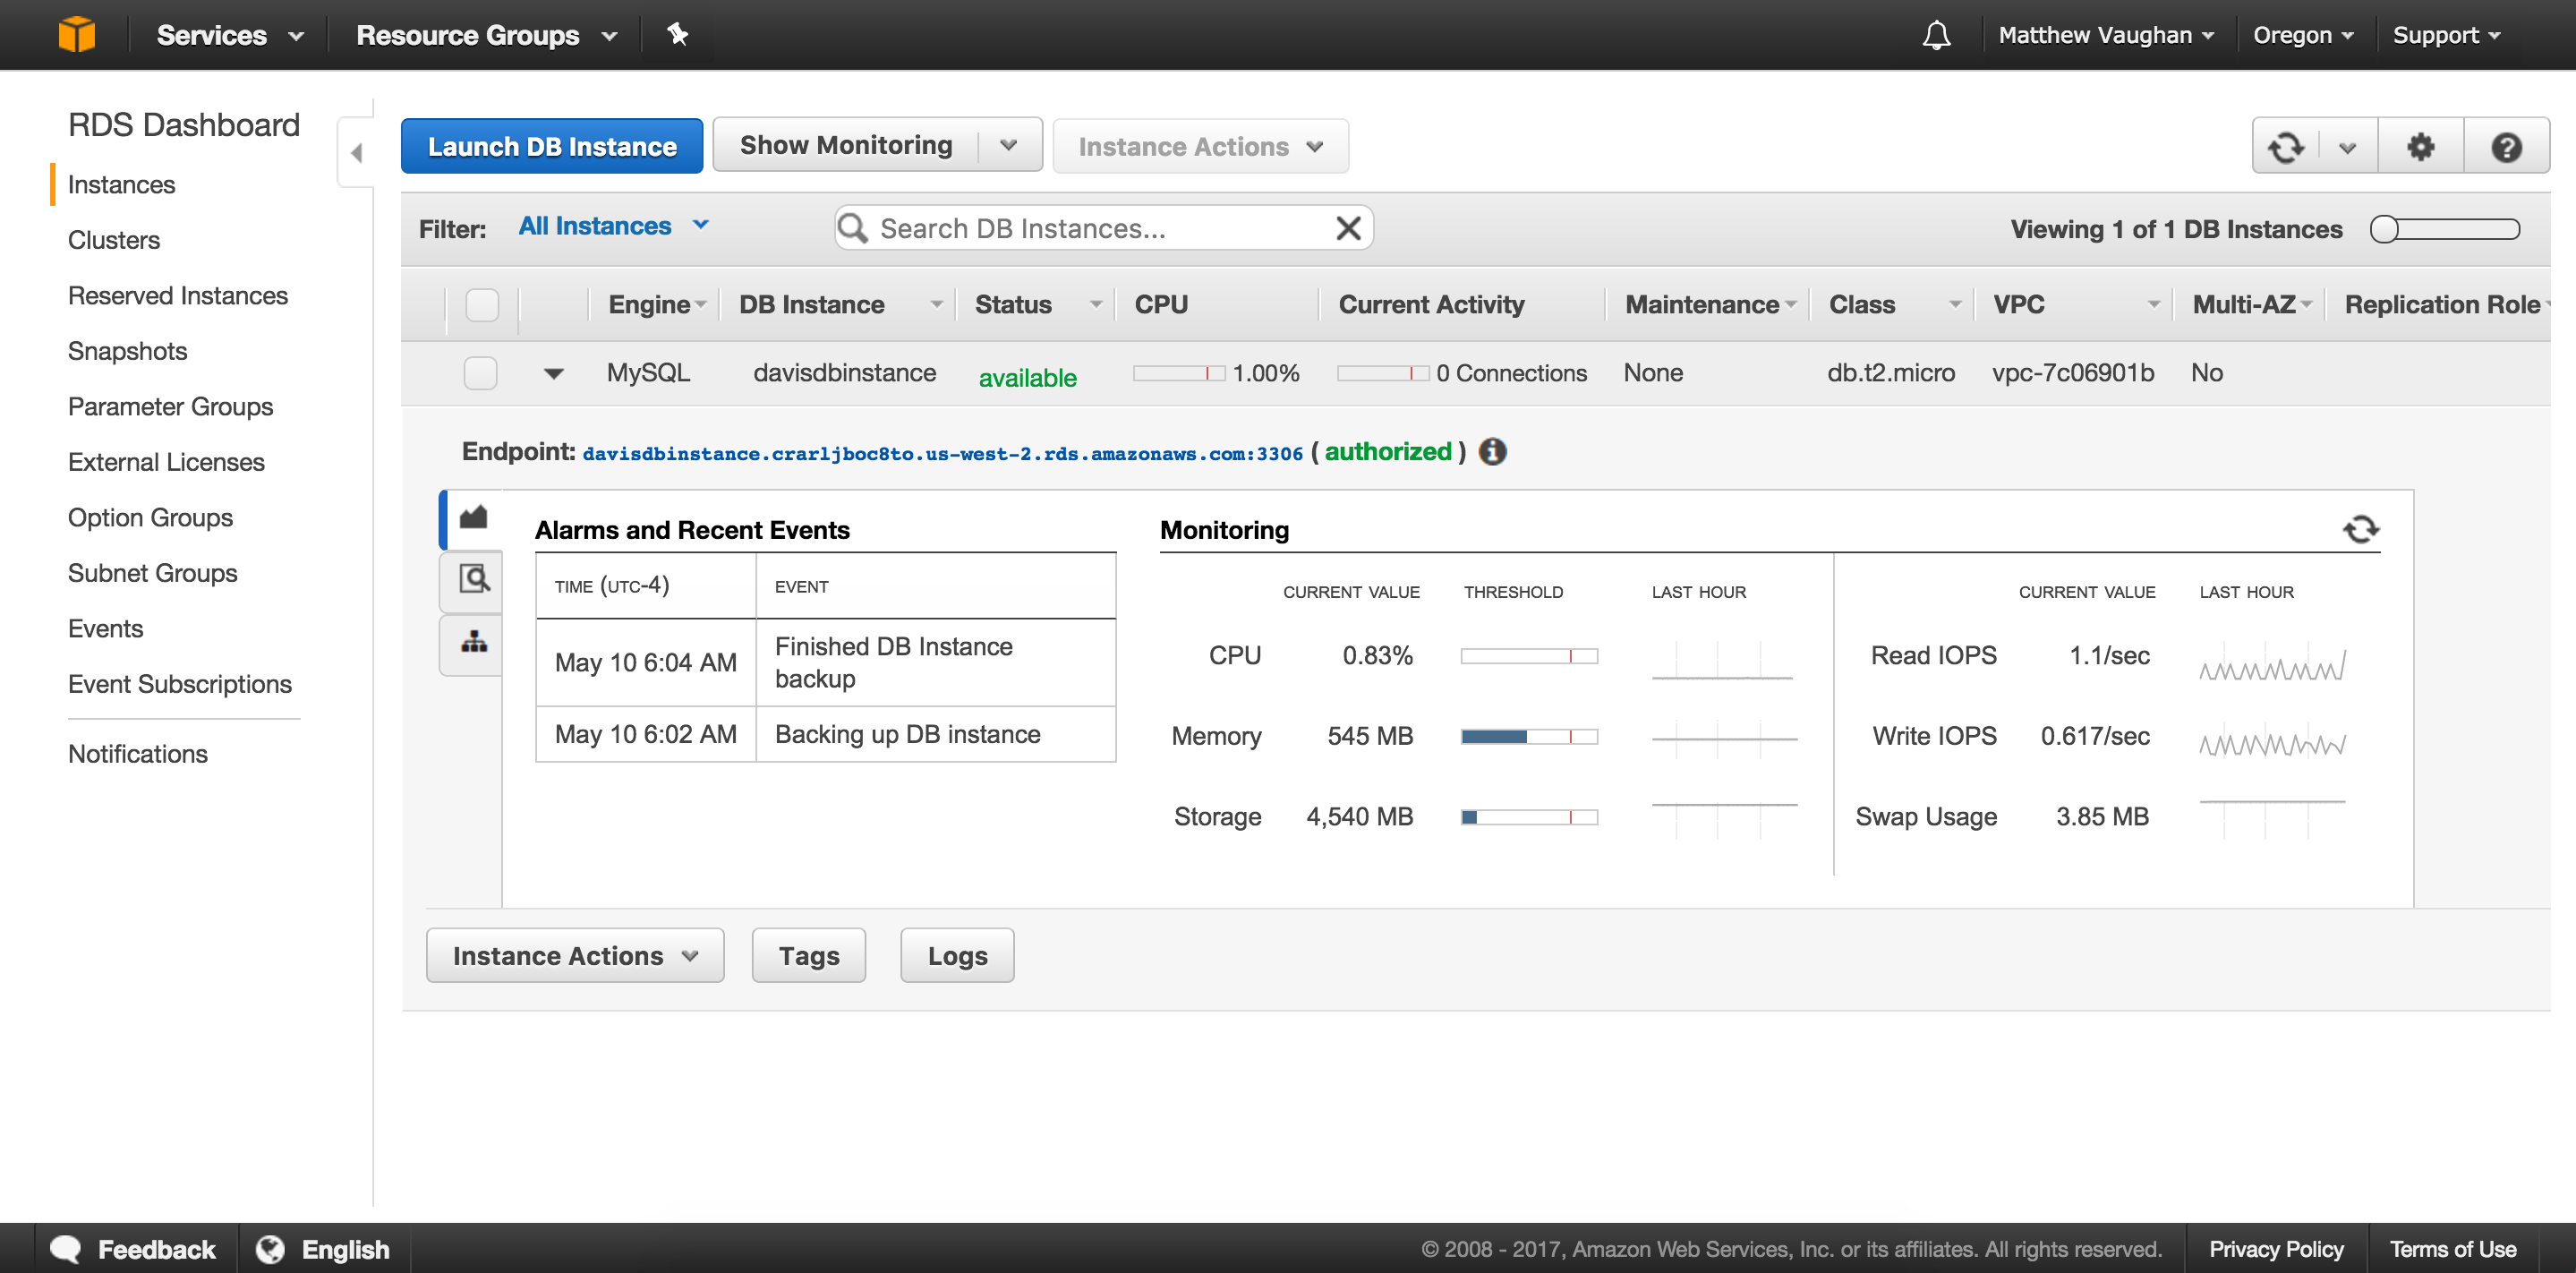 Services
Resource Groups
Matthew Vaughan
Oregon
Support
RDS Dashboard
Instances
Clusters
Reserved Instances
Snapshots
Parameter Groups
External Licenses
Option Groups
Subnet Groups
Events
Event Subscriptions
Notifications
Launch DB Instance
Show Monitoring
Instance Actions
Filter: All Instances
Search DB Instances...
Viewing 1 of 1 DB Instances
Engine DB Instance Status CPU Current Activity Maintenance Class VPC Multi-AZ Replication Role
MySQL davisdbinstance available 1.00% 0 Connections None db.t2.micro vpc-7c06901b No
Endpoint: davisdbinstance.crarljboc8to.us-west-2.rds.amazonaws.com:3306 ( authorized )
Alarms and Recent Events
TIME (UTC-4) EVENT
May 10 6:04 AM Finished DB Instance
backup
May 10 6:02 AM Backing up DB instance
Monitoring
CURRENT VALUE THRESHOLD LAST HOUR
CPU 0.83%
Memory 545 MB
Storage 4,540 MB
CURRENT VALUE LAST HOUR
Read IOPS 1.1/sec
Write IOPS 0.617/sec
Swap Usage 3.85 MB
Instance Actions
Tags
Logs
Feedback
English
© 2008 - 2017, Amazon Web Services, Inc. or its affiliates. All rights reserved.
Privacy Policy
Terms of Use